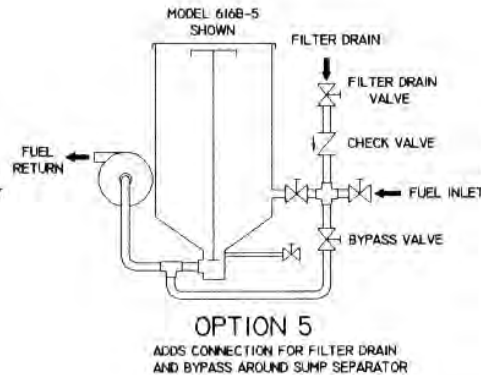 MODEL 616B-5
SHOWN
FILTER DRAIN
FILTER DRAIN
VALVE
CHECK VALVE
FUEL
RETURN
FUEL INLET
BYPASS VALVE
OPTION 5
ADDS CONNECTION FOR FILTER DRAIN
AND BYPASS AROUND SUMP SEPARATOR